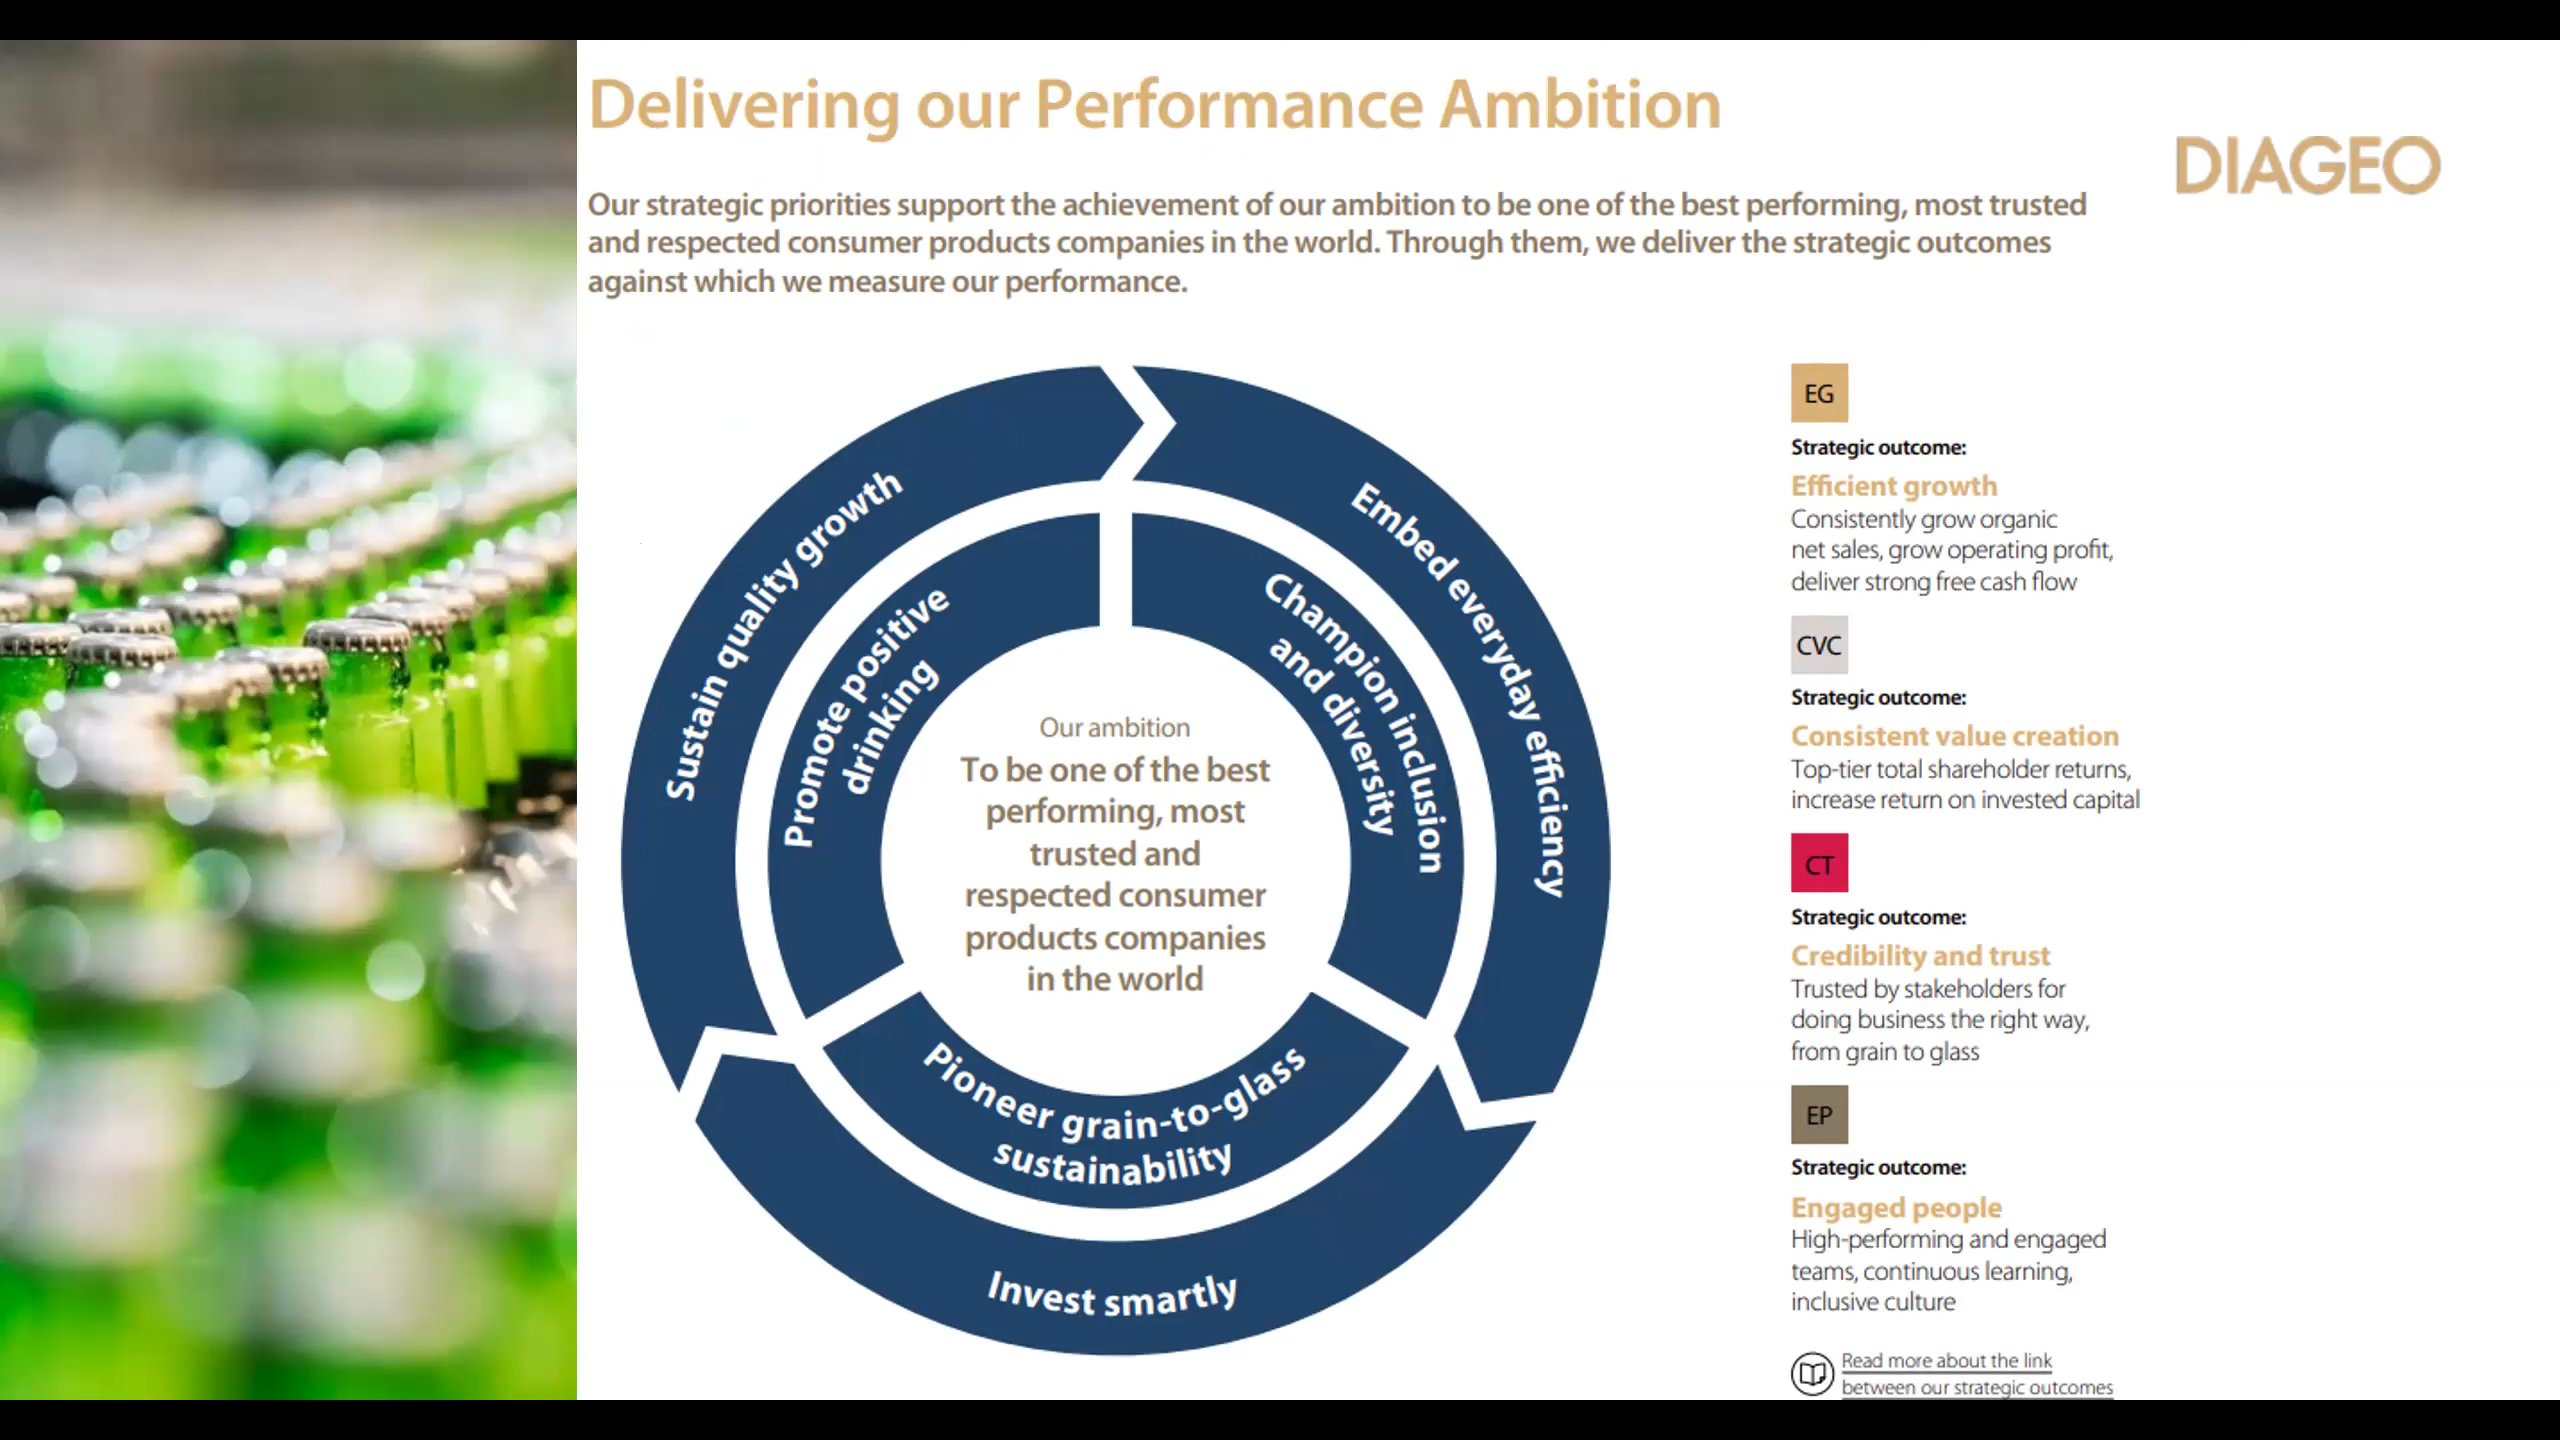 Delivering our Performance Ambition
DIAGEO
Our strategic priorities support the achievement of our ambition to be one of the best performing, most trusted
and respected consumer products companies in the world. Through them, we deliver the strategic outcomes
against which we measure our performance.
Sustain quality growth
Embed everyday efficiency
Invest smartly
Promote positive
drinking
Champion inclusion
and diversity
Pioneer grain-to-glass
sustainability
Our ambition
To be one of the best
performing, most
trusted and
respected consumer
products companies
in the world
EG
Strategic outcome:
Efficient growth
Consistently grow organic
net sales, grow operating profit,
deliver strong free cash flow
CVC
Strategic outcome:
Consistent value creation
Top-tier total shareholder returns,
increase return on invested capital
CT
Strategic outcome:
Credibility and trust
Trusted by stakeholders for
doing business the right way,
from grain to glass
EP
Strategic outcome:
Engaged people
High-performing and engaged
teams, continuous learning,
inclusive culture
Read more about the link
between our strategic outcomes